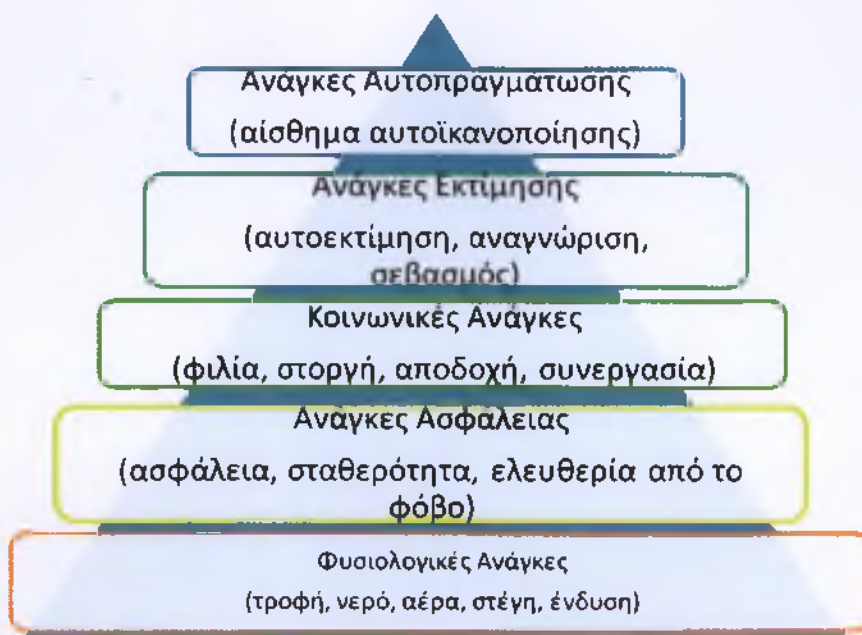 Ανάγκες Αυτοπραγμάτωσης
(αίσθημα αυτοϊκανοποίησης)
Ανάγκες Εκτίμησης
(αυτοεκτίμηση, αναγνώριση,
σεβασμός)
Κοινωνικές Ανάγκες
(φιλία, στοργή, αποδοχή, συνεργασία)
Ανάγκες Ασφάλειας
(ασφάλεια, σταθερότητα, ελευθερία από το
φόβο)
Φυσιολογικές Ανάγκες
(τροφή, νερό, αέρα, στέγη, ένδυση)